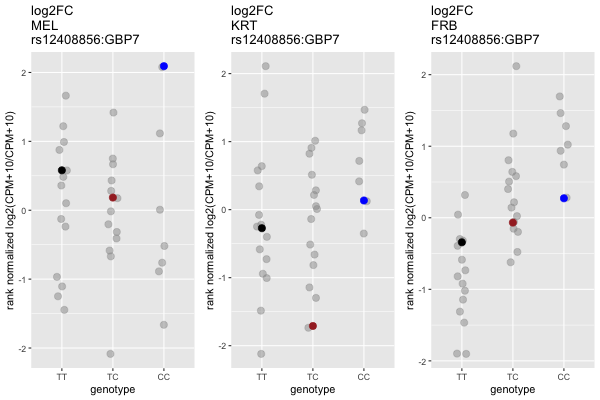 log2FC
MEL
rs12408856:GBP7
rank normalized log2(CPM+10/CPM+10)
2
1
0
-1
-2
TT
TC
CC
genotype
log2FC
KRT
rs12408856:GBP7
rank normalized log2(CPM+10/CPM+10)
2
1
0
-1
-2
TT
TC
CC
genotype
log2FC
FRB
rs12408856:GBP7
rank normalized log2(CPM+10/CPM+10)
2
1
0
-1
-2
TT
TC
CC
genotype